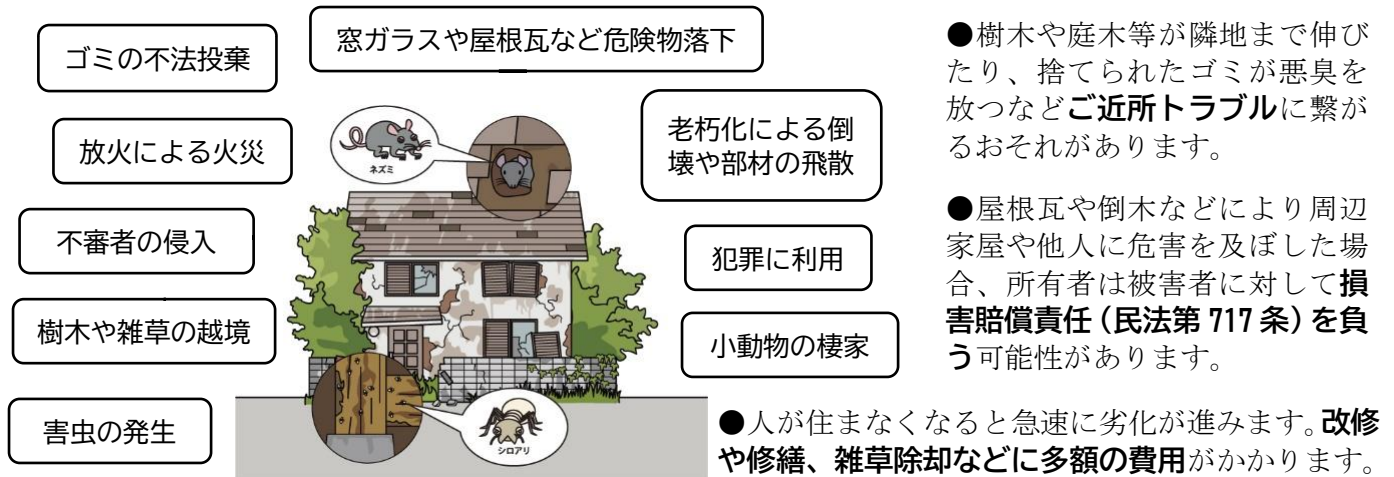 窓ガラスや屋根瓦など危険物落下
ゴミの不法投棄
放火による火災
不審者の侵入
樹木や雑草の越境
害虫の発生
ネズミ
シロアリ
老朽化による倒
壊や部材の飛散
犯罪に利用
小動物の棲家
●樹木や庭木等が隣地まで伸び
たり、捨てられたゴミが悪臭を
放つなどご近所トラブルに繋が
るおそれがあります。
●屋根瓦や倒木などにより周辺
家屋や他人に危害を及ぼした場
合、所有者は被害者に対して損
害賠償責任(民法第 717 条)を負
う可能性があります。
●人が住まなくなると急速に劣化が進みます。改修
や修繕、雑草除却などに多額の費用がかかります。